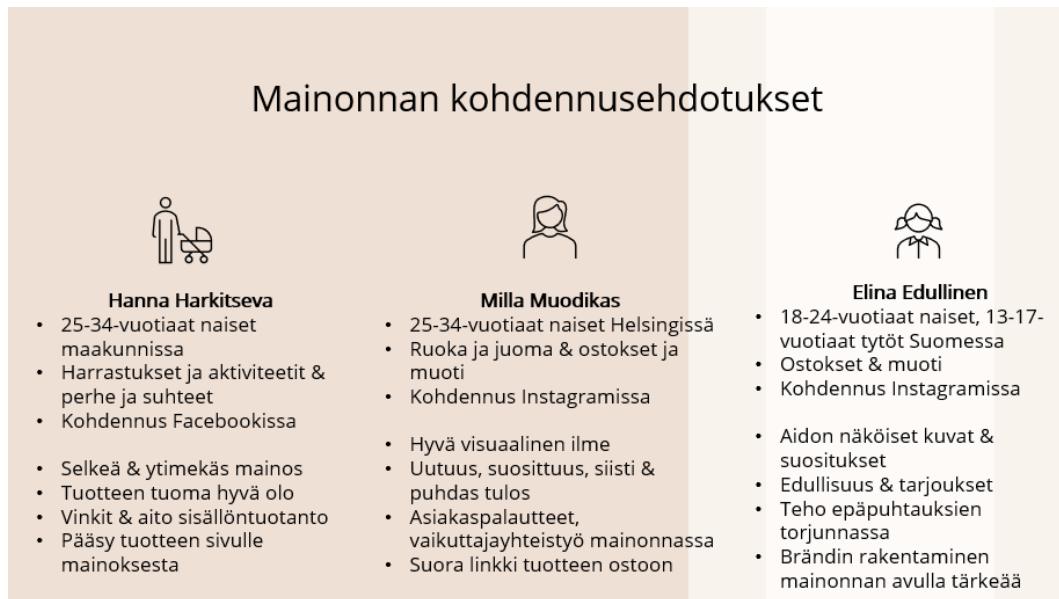 Mainonnan kohdennusehdotukset
Hanna Harkitseva
• 25-34-vuotiaat naiset
maakunnissa
• Harrastukset ja aktiviteetit &
perhe ja suhteet
• Kohdennus Facebookissa
• Selkeä & ytimekäs mainos
• Tuotteen tuoma hyvä olo
• Vinkit & aito sisällöntuotanto
• Pääsy tuotteen sivulle
mainoksesta
Milla Muodikas
• 25-34-vuotiaat naiset Helsingissä
• Ruoka ja juoma & ostokset ja
muoti
• Kohdennus Instagramissa
• Hyvä visuaalinen ilme
• Uutuus, suosittuus, siisti &
puhdas tulos
• Asiakaspalautteet,
vaikuttajayhteistyö mainonnassa
• Suora linkki tuotteen ostoon
Elina Edullinen
• 18-24-vuotiaat naiset, 13-17-
vuotiaat tytöt Suomessa
• Ostokset & muoti
• Kohdennus Instagramissa
• Aidon näköiset kuvat &
suositukset
• Edullisuus & tarjoukset
• Teho epäpuhtauksien
torjunnassa
• Brändin rakentaminen
mainonnan avulla tärkeää